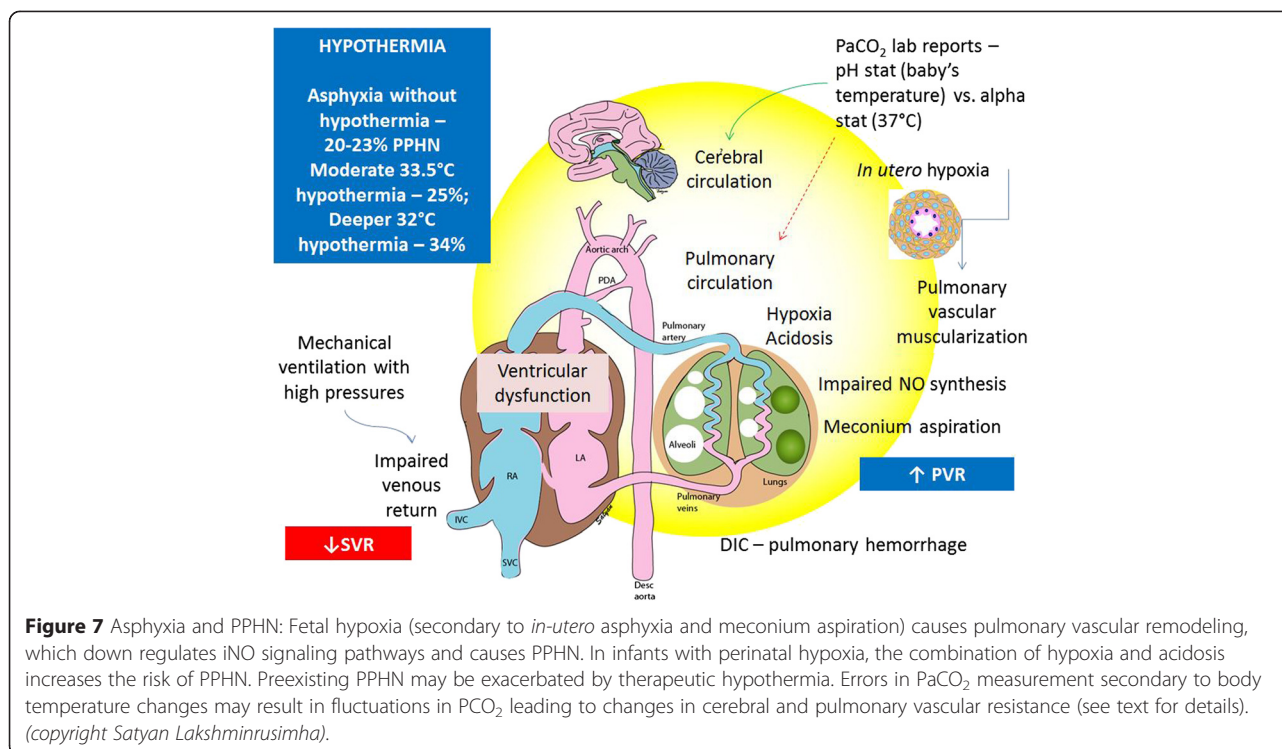 HYPOTHERMIA
Asphyxia without
hypothermia –
20-23% PPHN
Moderate 33.5°C
hypothermia – 25%;
Deeper 32°C
hypothermia – 34%
PaCO₂ lab reports –
pH stat (baby's
temperature) vs. alpha
stat (37°C)
Cerebral
circulation
In utero hypoxia
Aortic arch
PDA
Pulmonary
circulation
Pulmonary
artery
Hypoxia
Acidosis
Pulmonary
vascular
muscularization
Mechanical
ventilation with
high pressures
Ventricular
dysfunction
Impaired NO synthesis
Meconium aspiration
Alveoli
Impaired
venous
return
RA
LA
Lungs
Pulmonary
veins
↑ PVR
IVC
Satyan
↓SVR
SVC
DIC – pulmonary hemorrhage
Desc
aorta
Figure 7 Asphyxia and PPHN: Fetal hypoxia (secondary to in-utero asphyxia and meconium aspiration) causes pulmonary vascular remodeling,
which down regulates iNO signaling pathways and causes PPHN. In infants with perinatal hypoxia, the combination of hypoxia and acidosis
increases the risk of PPHN. Preexisting PPHN may be exacerbated by therapeutic hypothermia. Errors in PaCO₂ measurement secondary to body
temperature changes may result in fluctuations in PCO₂ leading to changes in cerebral and pulmonary vascular resistance (see text for details).
(copyright Satyan Lakshminrusimha).